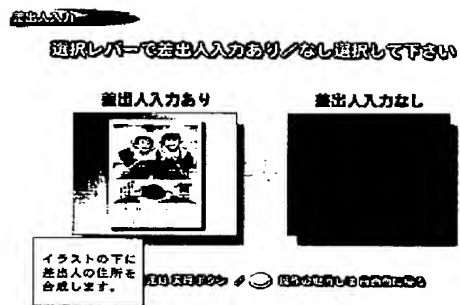 差出人入力
選択レバーで差出人入力あり／なし選択して下さい
差出人入力あり
差出人入力なし
イラストの下に
差出人の住所を
合成します。